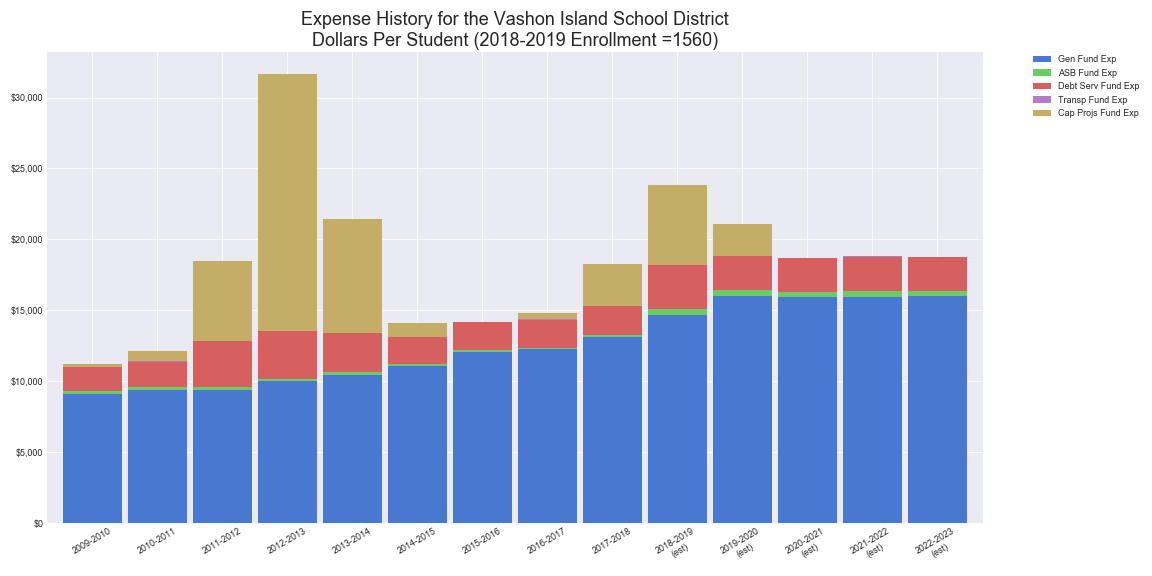 Expense History for the Vashon Island School District
Dollars Per Student (2018-2019 Enrollment =1560)
Gen Fund Exp
ASB Fund Exp
Debt Serv Fund Exp
Transp Fund Exp
Cap Projs Fund Exp
$30,000
$25,000
$20,000
$15,000
$10,000
$5,000
$0
2009-2010
2010-2011
2011-2012
2012-2013
2013-2014
2014-2015
2015-2016
2016-2017
2017-2018
2018-2019
(est)
2019-2020
(est)
2020-2021
(est)
2021-2022
(est)
2022-2023
(est)